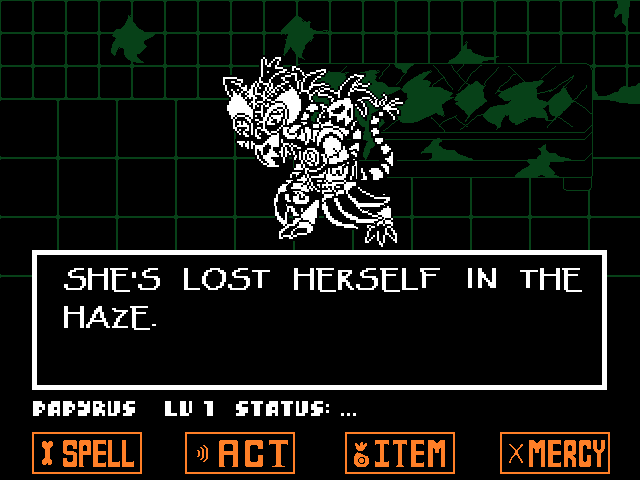 SHE'S LOST HERSELF IN THE
HAZE.
PAPYRUS LV 1 STATUS: ...
SPELL ACT ITEM MERCY